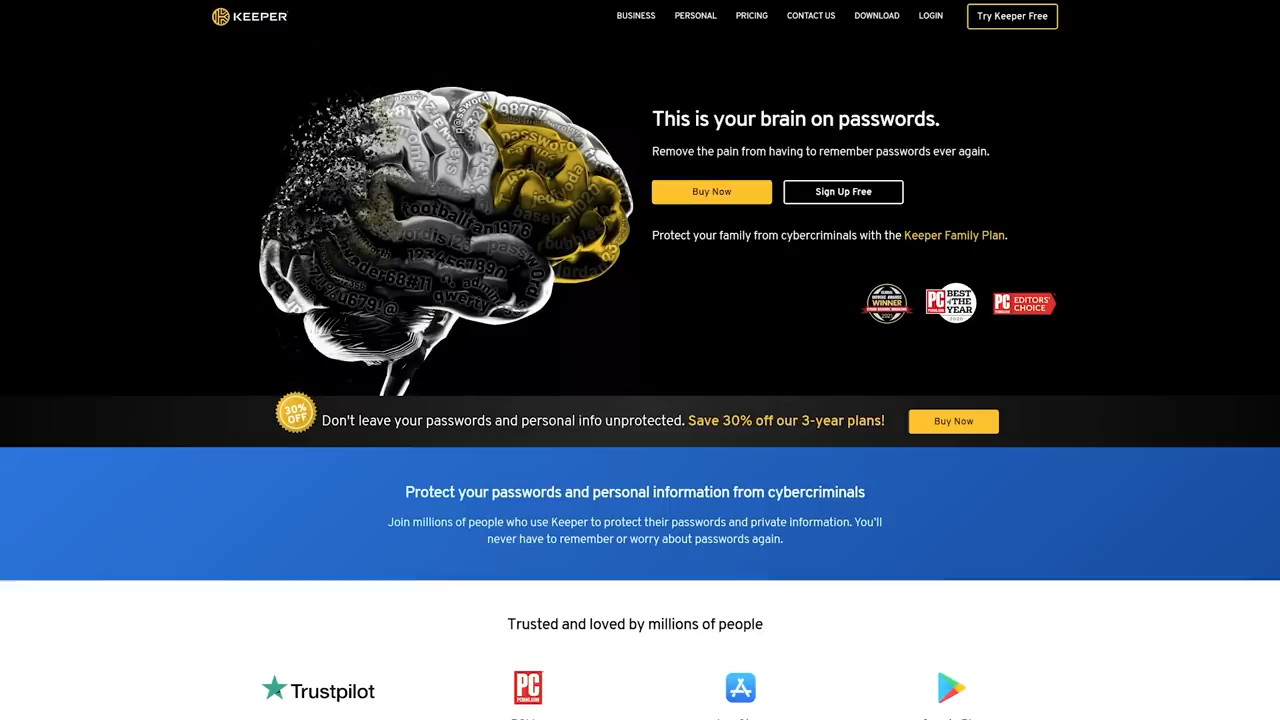 KEEPER
BUSINESS
PERSONAL
PRICING
CONTACT US
DOWNLOAD
LOGIN
Try Keeper Free
98767
password
footballfan1976
1234567890
qwerty
This is your brain on passwords.
Remove the pain from having to remember passwords ever again.
Buy Now
Sign Up Free
Protect your family from cybercriminals with the Keeper Family Plan.
WINNER
PC
BEST
OF THE
YEAR
PC
EDITORS'
CHOICE
30%
OFF
Don't leave your passwords and personal info unprotected. Save 30% off our 3-year plans!
Buy Now
Protect your passwords and personal information from cybercriminals
Join millions of people who use Keeper to protect their passwords and private information. You'll
never have to remember or worry about passwords again.
Trusted and loved by millions of people
Trustpilot
PC